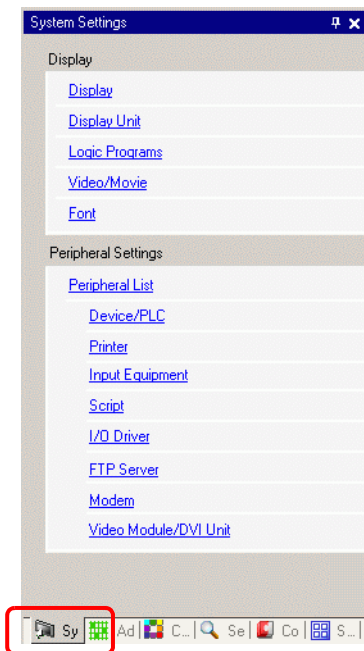 System Settings
Display
Display
Display Unit
Logic Programs
Video/Movie
Font
Peripheral Settings
Peripheral List
Device/PLC
Printer
Input Equipment
Script
I/O Driver
FTP Server
Modem
Video Module/DVI Unit
Sy Ad C... Se Co S...